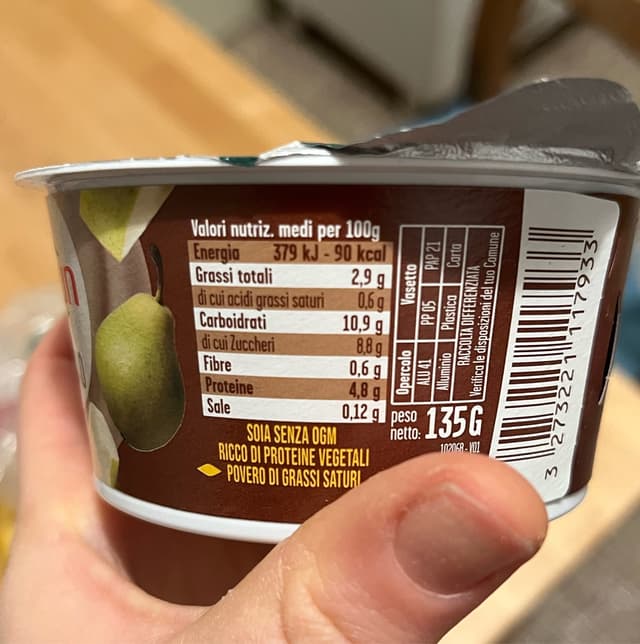 n
Valori nutriz. medi per 100g
Energia 379 kJ - 90 kcal
Grassi totali 2,9 g
di cui acidi grassi saturi 0,6 g
Carboidrati 10,9 g
di cui Zuccheri 8,8 g
Fibre 0,6 g
Proteine 4,8 g
Sale 0,12 g
SOIA SENZA OGM
RICCO DI PROTEINE VEGETALI
POVERO DI GRASSI SATURI
Opercolo Vasetto
ALU 41 PP 05 PAP 21
Alluminio Plastica Carta
RACCOLTA DIFFERENZIATA
Verifica le disposizioni del tuo Comune
peso
netto: 135G
102068 - V01
3 273221 117933